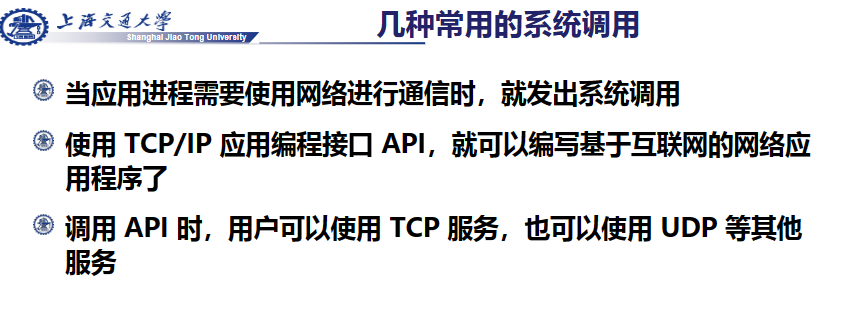 上海交通大学
Shanghai Jiao Tong University
几种常用的系统调用
当应用进程需要使用网络进行通信时，就发出系统调用
使用 TCP/IP 应用编程接口 API，就可以编写基于互联网的网络应
用程序了
调用 API 时，用户可以使用 TCP 服务，也可以使用 UDP 等其他
服务